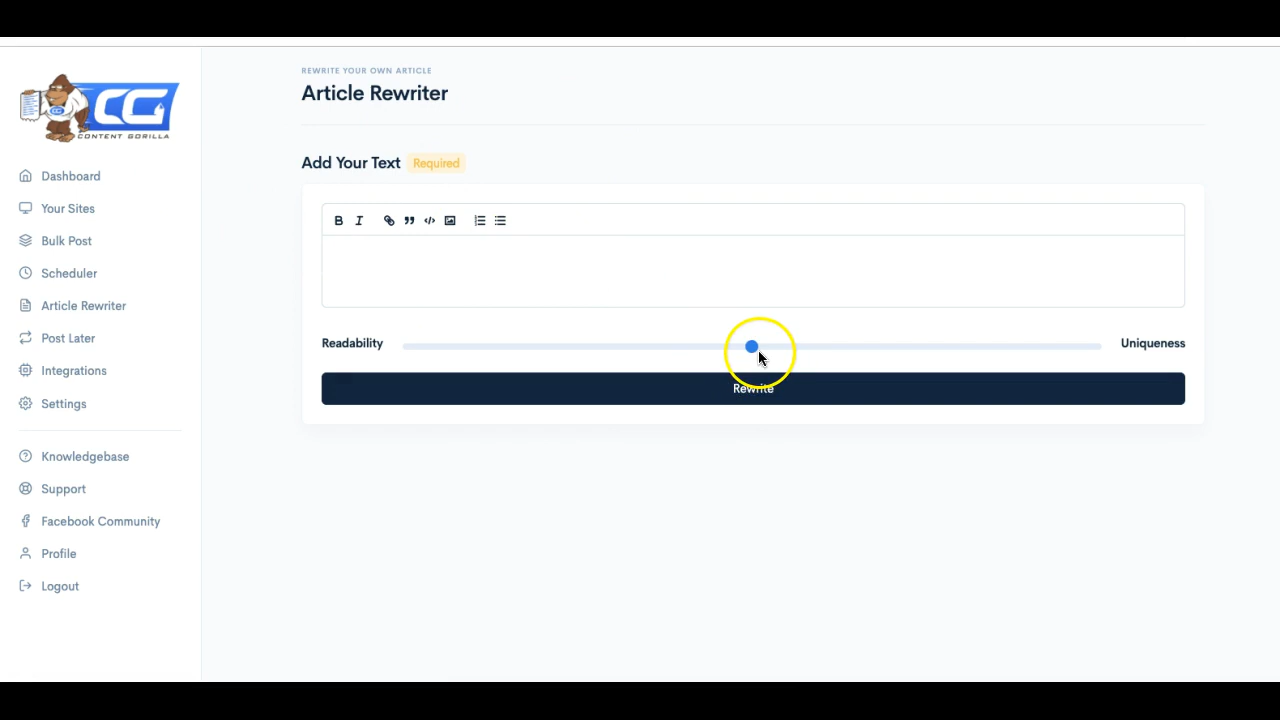 CG
CONTENT GORILLA
Dashboard
Your Sites
Bulk Post
Scheduler
Article Rewriter
Post Later
Integrations
Settings
Knowledgebase
Support
Facebook Community
Profile
Logout
REWRITE YOUR OWN ARTICLE
Article Rewriter
Add Your Text Required
B I
Readability Uniqueness
Rewrite